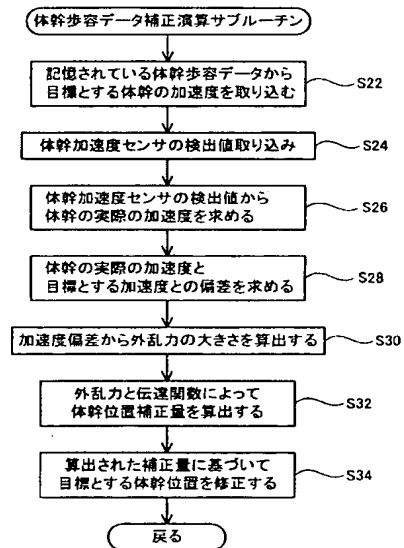 体幹歩容データ補正演算サブルーチン
記憶されている体幹歩容データから
目標とする体幹の加速度を取り込む
S22
体幹加速度センサの検出値取り込み
S24
体幹加速度センサの検出値から
体幹の実際の加速度を求める
S26
体幹の実際の加速度と
目標とする加速度との偏差を求める
S28
加速度偏差から外乱力の大きさを算出する
S30
外乱力と伝達関数によって
体幹位置補正量を算出する
S32
算出された補正量に基づいて
目標とする体幹位置を修正する
S34
戻る